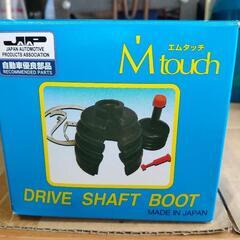 JAP
JAPAN AUTOMOTIVE
PRODUCTS ASSOCIATION
自動車優良部品
RECOMMENDED PARTS
エムタッチ
M touch
DRIVE SHAFT BOOT
MADE IN JAPAN